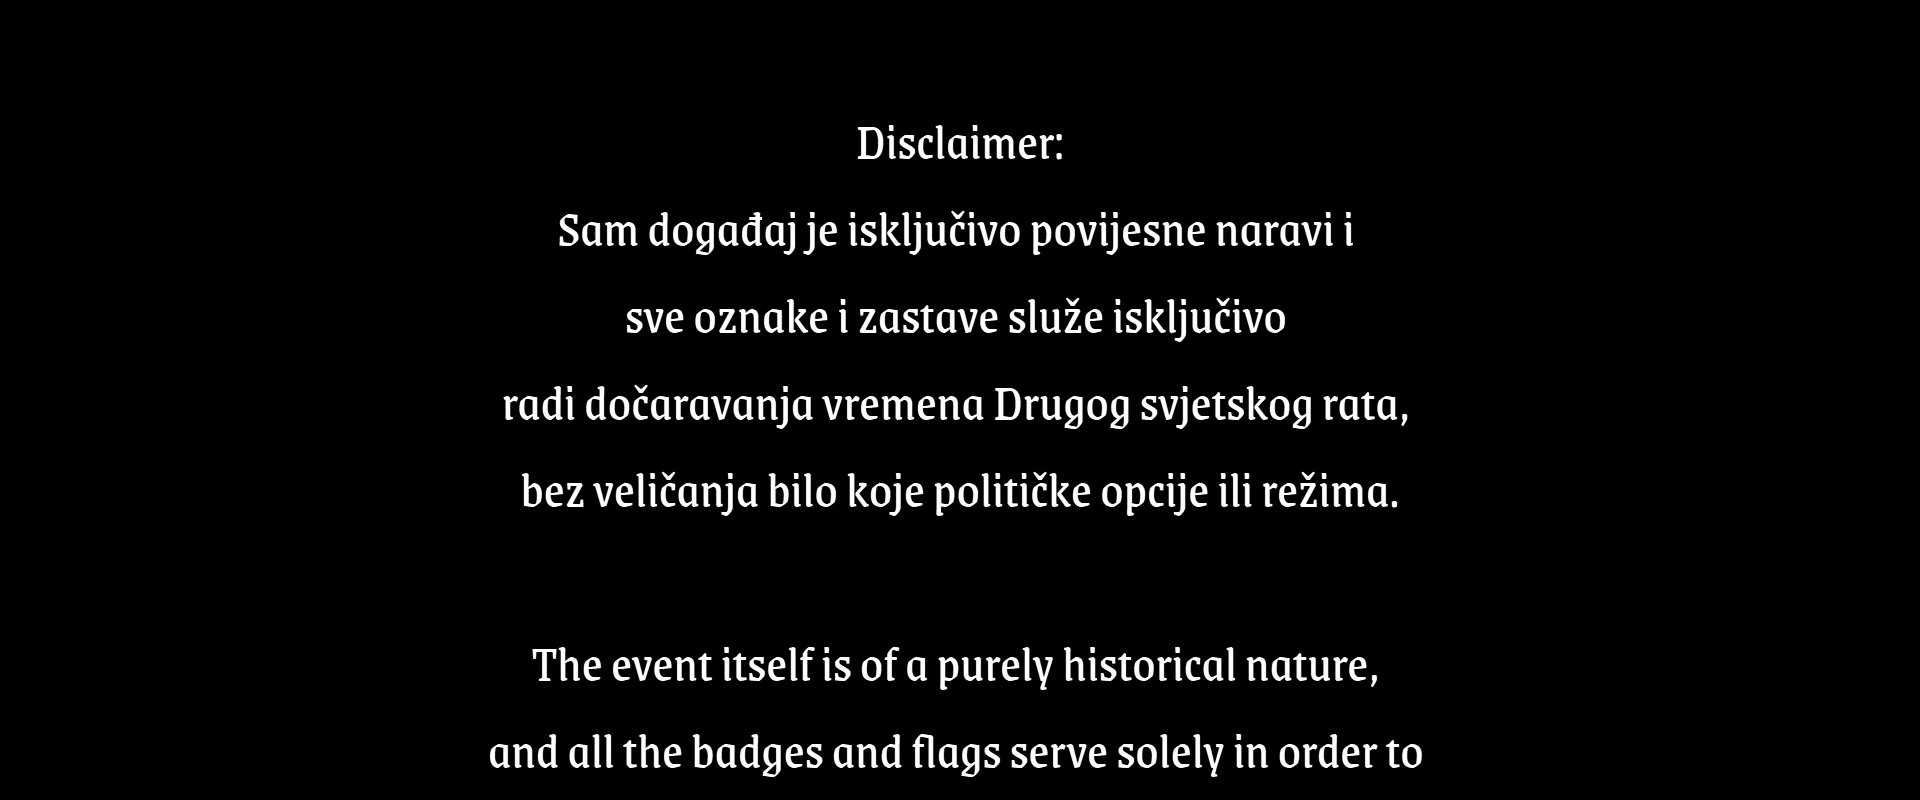 Disclaimer:
Sam događaj je isključivo povijesne naravi i
sve oznake i zastave služe isključivo
radi dočaravanja vremena Drugog svjetskog rata,
bez veličanja bilo koje političke opcije ili režima.
The event itself is of a purely historical nature,
and all the badges and flags serve solely in order to